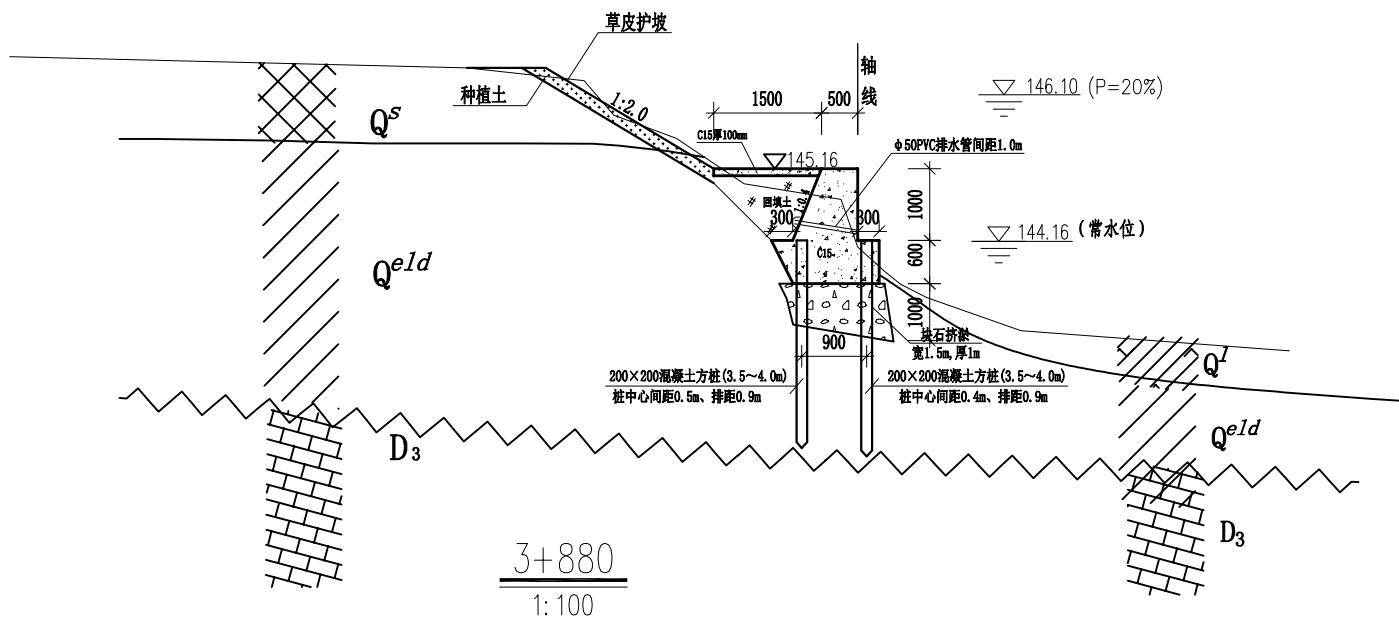 草皮护坡
种植土
1:2.0
轴线
1500
500
146.10 (P=20%)
Q^s
C15厚100mm
145.16
φ50PVC排水管间距1.0m
回填土
1:0.4
300
300
1000
144.16 (常水位)
C15
600
Q^eld
1000
块石挤淤
宽1.5m,厚1m
900
200×200混凝土方桩(3.5~4.0m)
桩中心间距0.5m、排距0.9m
200×200混凝土方桩(3.5~4.0m)
桩中心间距0.4m、排距0.9m
Q^l
Q^eld
D₃
D₃
3+880
1:100